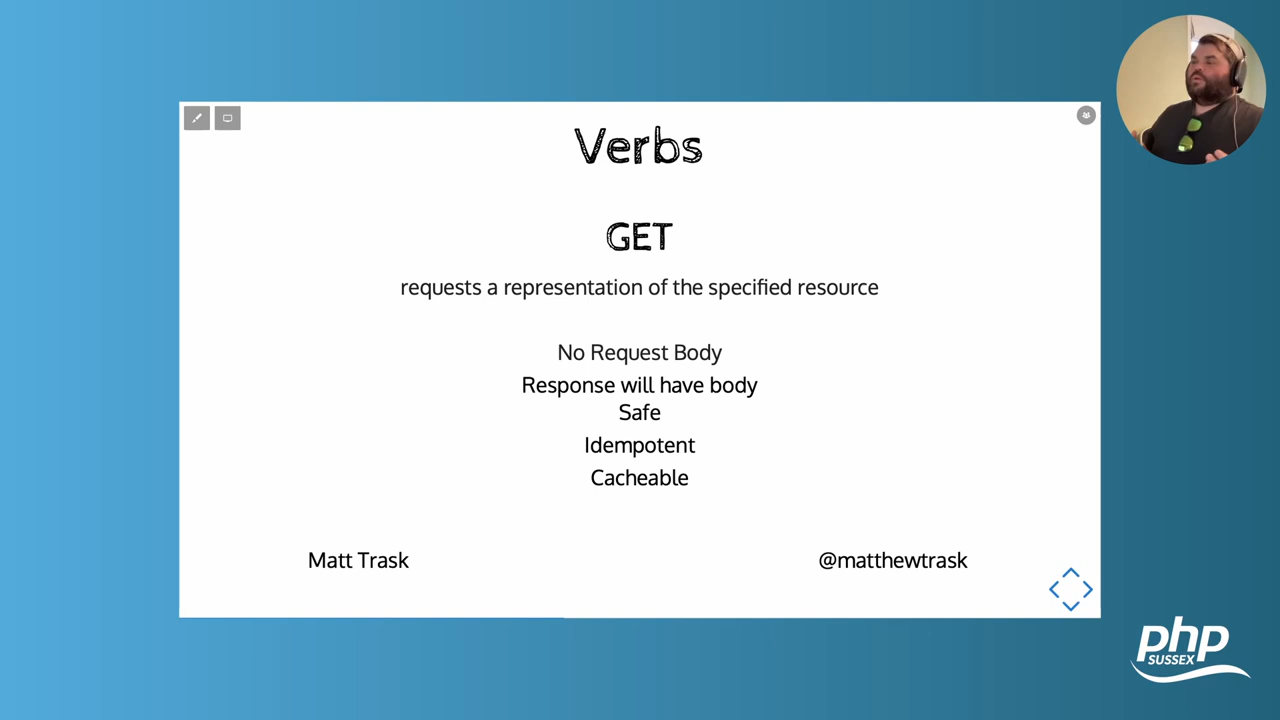 Verbs
GET
requests a representation of the specified resource
No Request Body
Response will have body
Safe
Idempotent
Cacheable
Matt Trask
@matthewtrask
php
SUSSEX